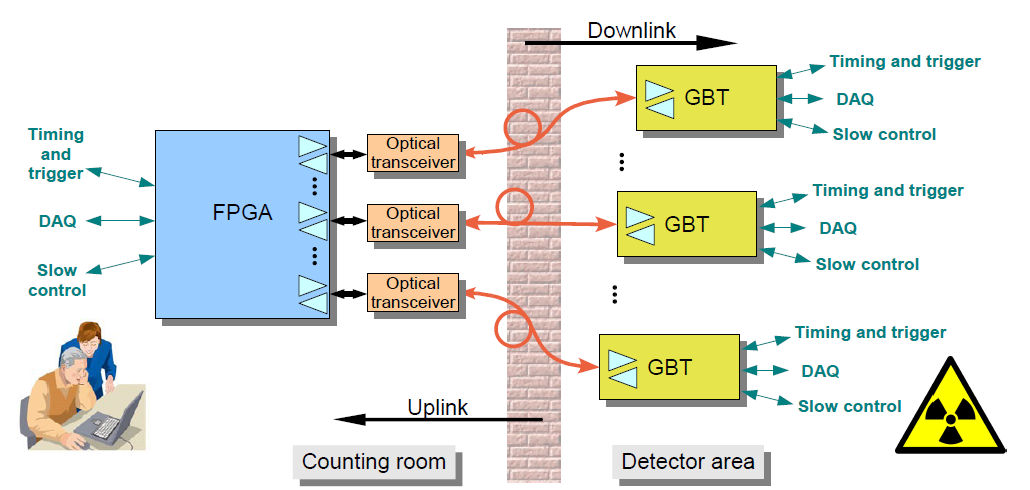 Downlink
Timing and trigger
GBT
DAQ
Slow control
Timing
and
trigger
DAQ
Slow
control
FPGA
Optical
transceiver
Optical
transceiver
Optical
transceiver
Timing and trigger
GBT
DAQ
Slow control
Timing and trigger
GBT
DAQ
Slow control
Uplink
Counting room
Detector area